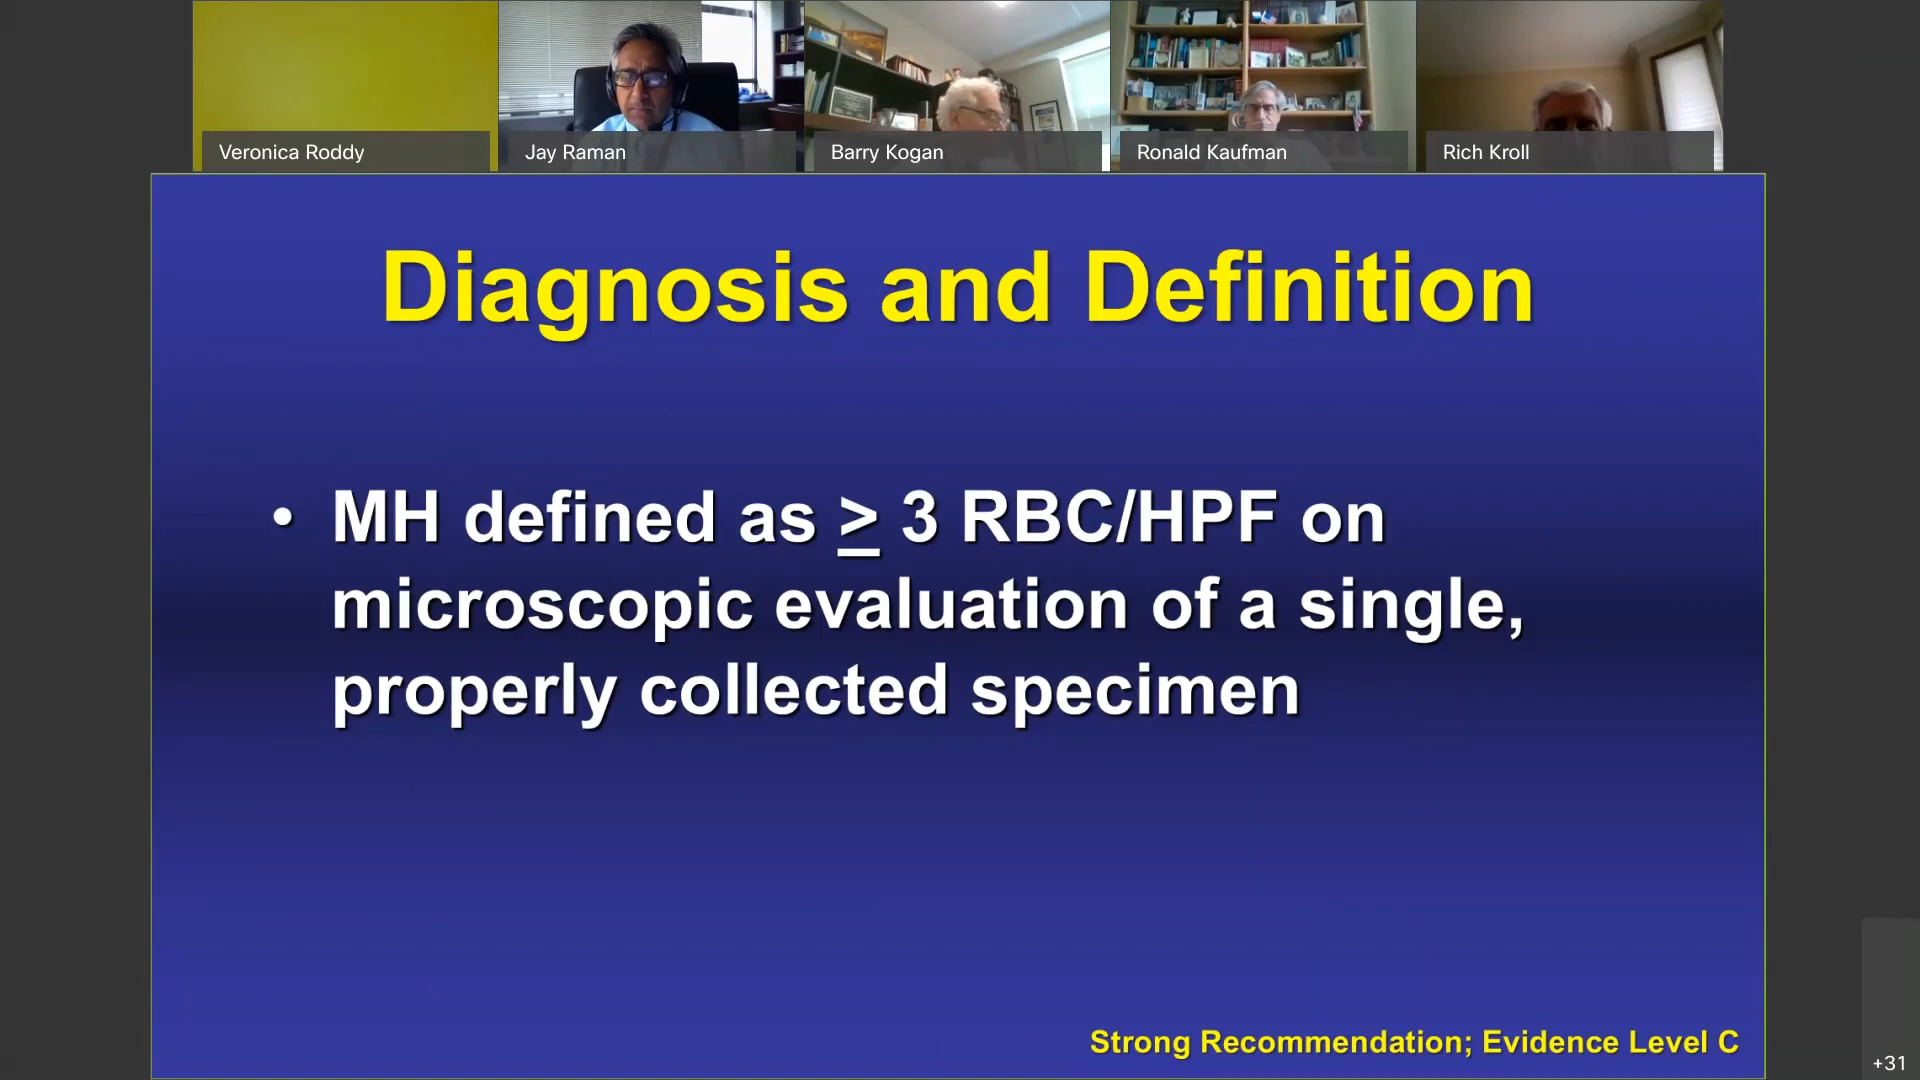 Veronica Roddy
Jay Raman
Barry Kogan
Ronald Kaufman
Rich Kroll
Diagnosis and Definition
• MH defined as ≥ 3 RBC/HPF on
microscopic evaluation of a single,
properly collected specimen
Strong Recommendation; Evidence Level C
+31